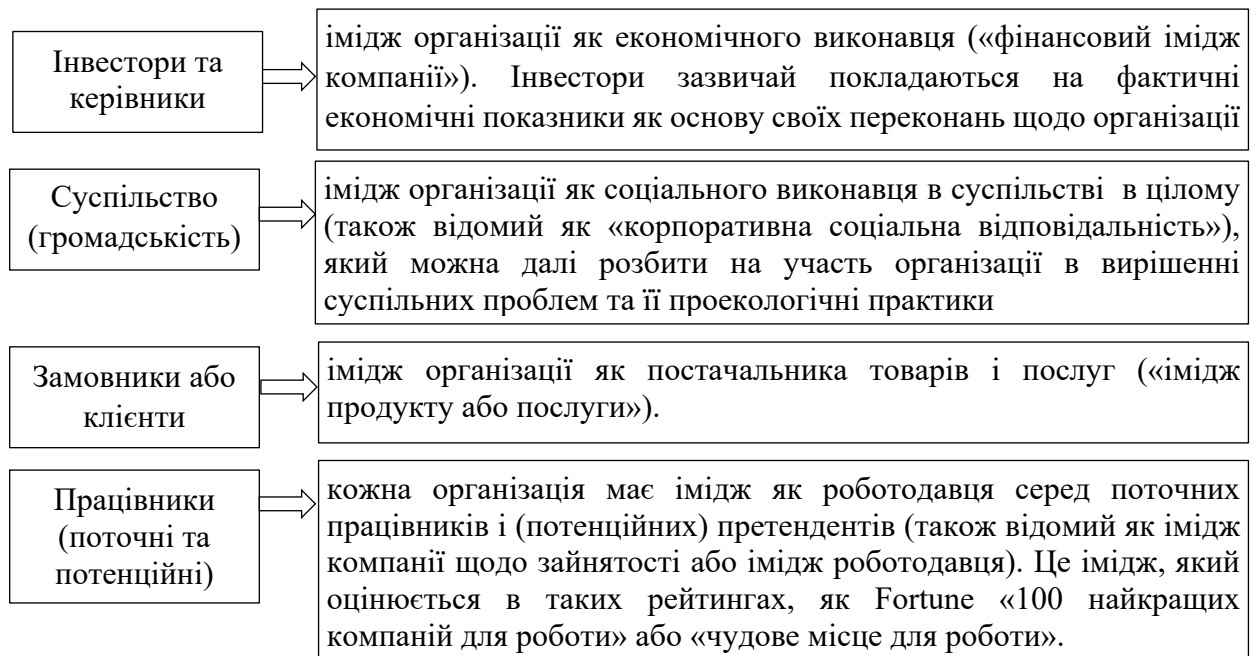 Інвестори та
керівники
імідж організації як економічного виконавця («фінансовий імідж
компанії»). Інвестори зазвичай покладаються на фактичні
економічні показники як основу своїх переконань щодо організації
Суспільство
(громадськість)
імідж організації як соціального виконавця в суспільстві в цілому
(також відомий як «корпоративна соціальна відповідальність»),
який можна далі розбити на участь організації в вирішенні
суспільних проблем та її проекологічні практики
Замовники або
клієнти
імідж організації як постачальника товарів і послуг («імідж
продукту або послуги»).
Працівники
(поточні та
потенційні)
кожна організація має імідж як роботодавця серед поточних
працівників і (потенційних) претендентів (також відомий як імідж
компанії щодо зайнятості або імідж роботодавця). Це імідж, який
оцінюється в таких рейтингах, як Fortune «100 найкращих
компаній для роботи» або «чудове місце для роботи».